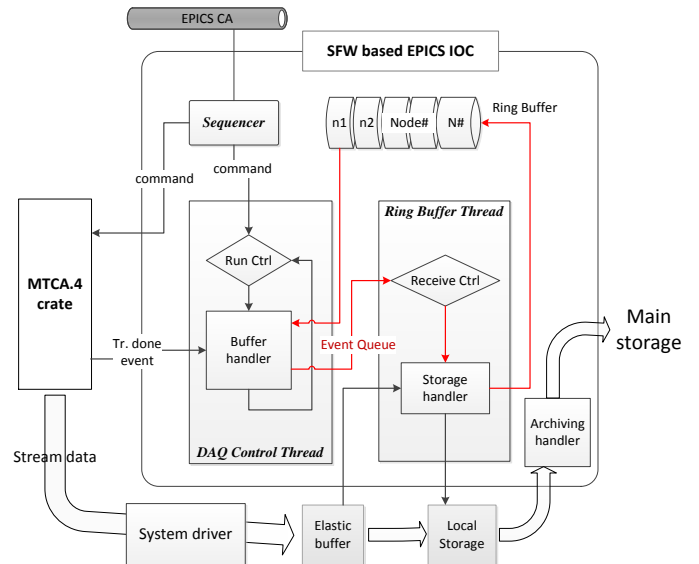 EPICS CA
SFW based EPICS IOC
Ring Buffer
n1
n2
Node#
N#
Sequencer
command
command
Ring Buffer Thread
MTCA.4
crate
Run Ctrl
Receive Ctrl
Main
storage
Tr. done
event
Buffer
handler
Event Queue
Storage
handler
Archiving
handler
DAQ Control Thread
Stream data
System driver
Elastic
buffer
Local
Storage